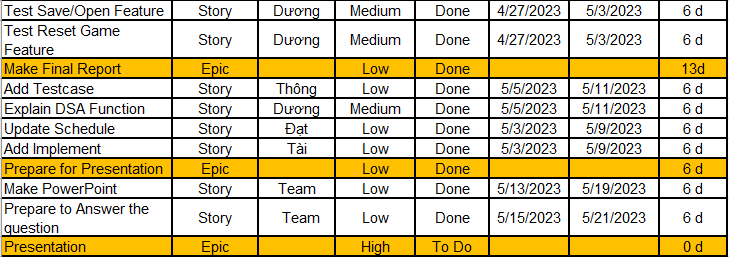 Test Save/Open Feature Story Dương Medium Done 4/27/2023 5/3/2023 6 d
Test Reset Game
Feature Story Dương Medium Done 4/27/2023 5/3/2023 6 d
Make Final Report Epic Low Done 13d
Add Testcase Story Thông Low Done 5/5/2023 5/11/2023 6 d
Explain DSA Function Story Dương Medium Done 5/5/2023 5/11/2023 6 d
Update Schedule Story Đạt Low Done 5/3/2023 5/9/2023 6 d
Add Implement Story Tài Low Done 5/3/2023 5/9/2023 6 d
Prepare for Presentation Epic Low Done 6 d
Make PowerPoint Story Team Low Done 5/13/2023 5/19/2023 6 d
Prepare to Answer the
question Story Team Low Done 5/15/2023 5/21/2023 6 d
Presentation Epic High To Do 0 d